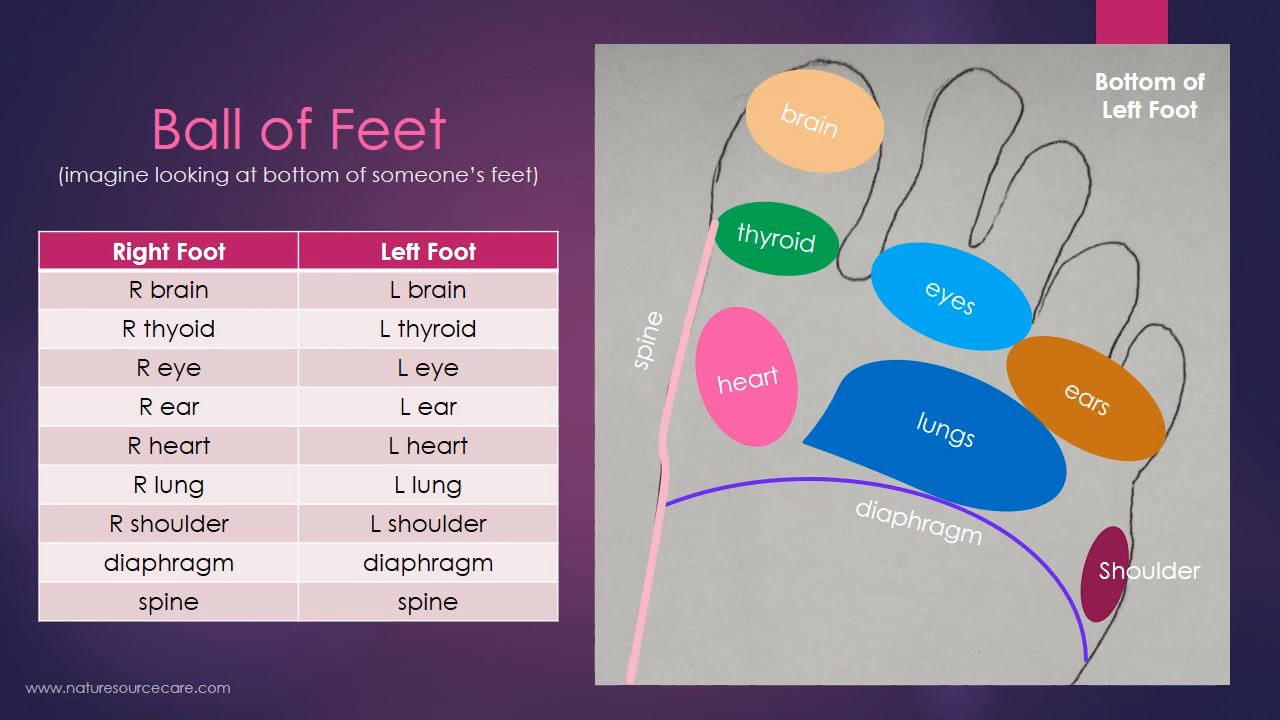 Ball of Feet
(imagine looking at bottom of someone's feet)
Right Foot Left Foot
R brain L brain
R thyoid L thyroid
R eye L eye
R ear L ear
R heart L heart
R lung L lung
R shoulder L shoulder
diaphragm diaphragm
spine spine
www.naturesourcecare.com
Bottom of
Left Foot
brain
thyroid
eyes
spine
heart
ears
lungs
diaphragm
Shoulder